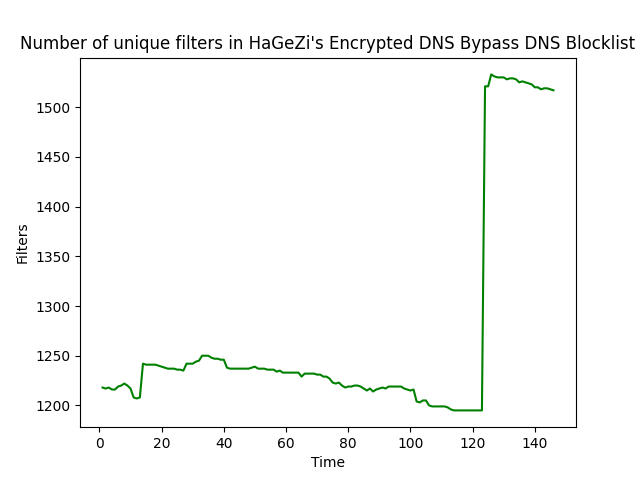 Number of unique filters in HaGeZi's Encrypted DNS Bypass DNS Blocklist
1500
1450
1400
1350
1300
1250
1200
Filters
0 20 40 60 80 100 120 140
Time